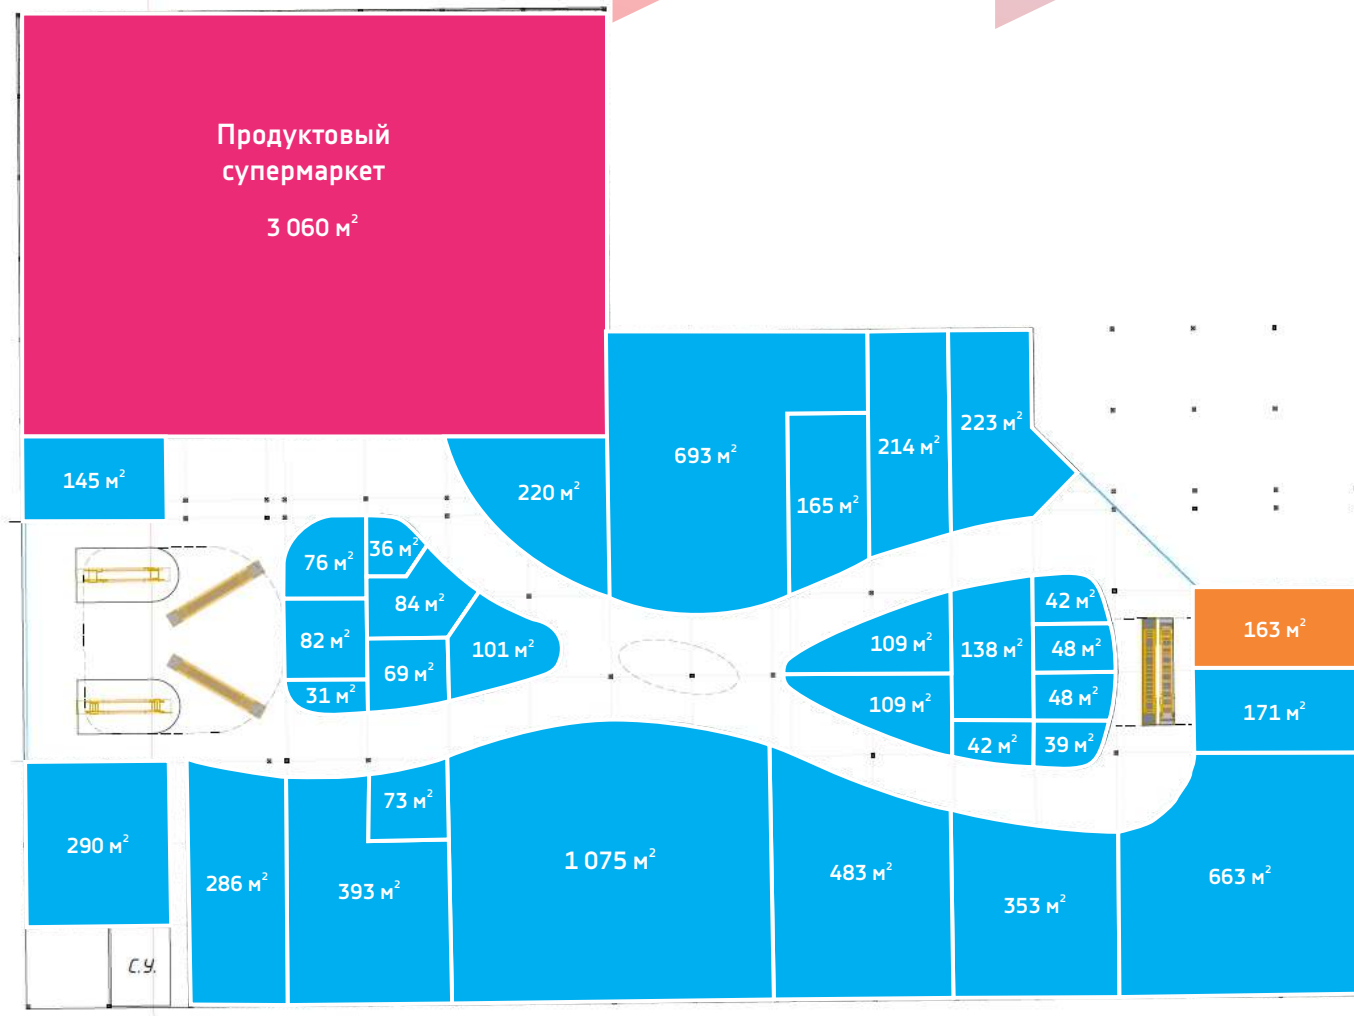 Продуктовый
супермаркет
3 060 м²
145 м²
220 м²
693 м²
165 м²
214 м²
223 м²
76 м²
36 м²
84 м²
82 м²
69 м²
31 м²
101 м²
109 м²
109 м²
138 м²
42 м²
48 м²
48 м²
42 м²
39 м²
163 м²
171 м²
290 м²
286 м²
73 м²
393 м²
1 075 м²
483 м²
353 м²
663 м²
С.У.